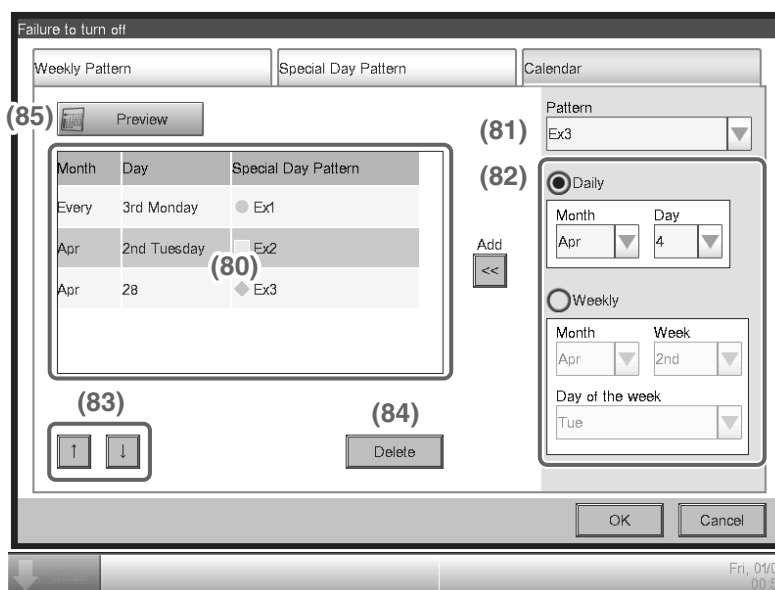 Failure to turn off
Weekly Pattern Special Day Pattern Calendar
(85) Preview
Pattern
(81) Ex3
(82) Daily
Month Day
Apr 4
Month Day Special Day Pattern
Every 3rd Monday Ex1
Apr 2nd Tuesday Ex2
(80)
Apr 28 Ex3
Add
<<
Weekly
Month Week
Apr 2nd
Day of the week
Tue
(83)
↑ ↓
(84)
Delete
OK Cancel
Close
Fri,